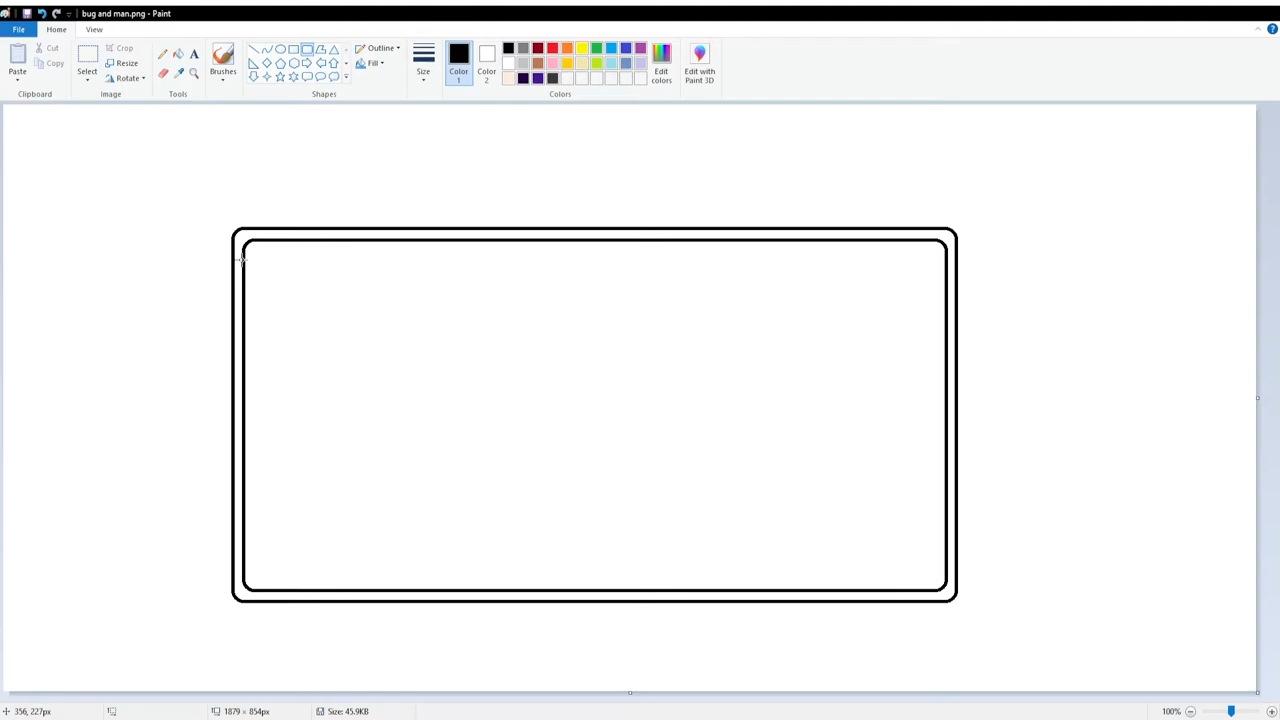 bug and man.png - Paint
File
Home
View
Paste
Cut
Copy
Clipboard
Select
Crop
Resize
Rotate
Image
A
Tools
Brushes
Outline
Fill
Shapes
Size
Color
1
Color
2
Edit
colors
Colors
Edit with
Paint 3D
356, 227px
1879 × 854px
Size: 45.9KB
100%